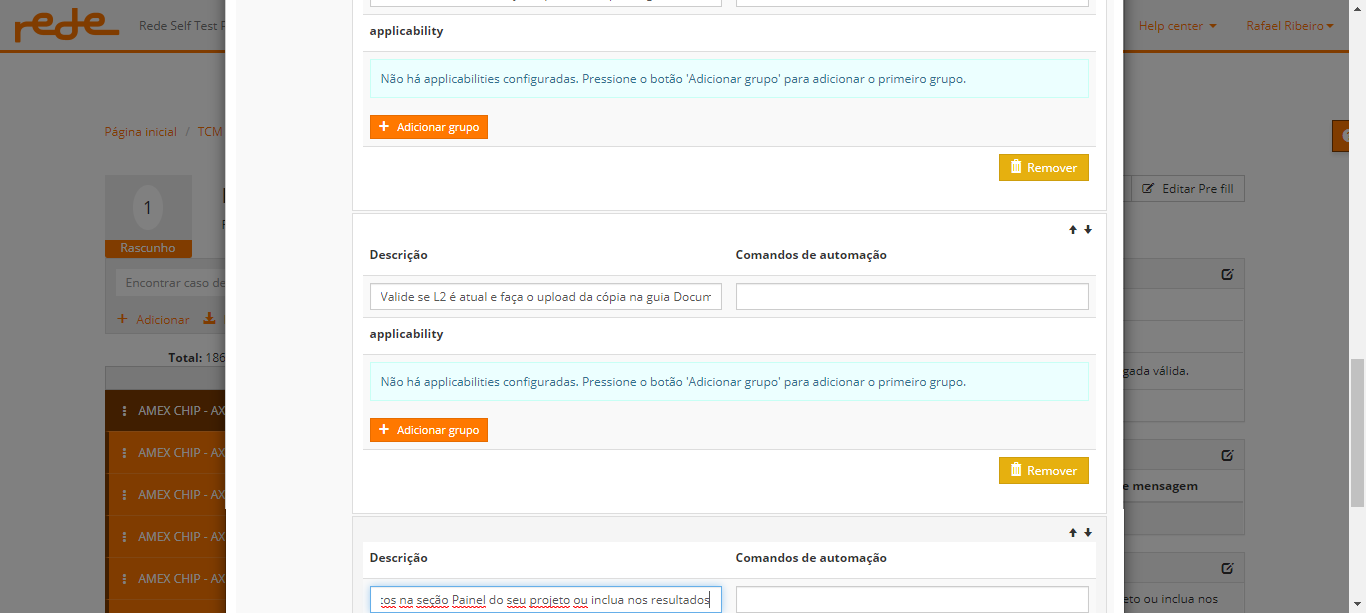 rede
Rede Self Test
Help center
Rafael Ribeiro
applicability
Não há applicabilities configuradas. Pressione o botão 'Adicionar grupo' para adicionar o primeiro grupo.
+ Adicionar grupo
Remover
Página inicial / TCM
1
Rascunho
Editar Pre fill
Encontrar caso de
+ Adicionar
Total: 186
AMEX CHIP - AX
AMEX CHIP - AX
AMEX CHIP - AX
AMEX CHIP - AX
AMEX CHIP - AX
Descrição
Comandos de automação
Valide se L2 é atual e faça o upload da cópia na guia Docum
applicability
Não há applicabilities configuradas. Pressione o botão 'Adicionar grupo' para adicionar o primeiro grupo.
+ Adicionar grupo
Remover
gada válida.
e mensagem
Descrição
Comandos de automação
na seção Painel do seu projeto ou inclua nos resultados
eto ou inclua nos